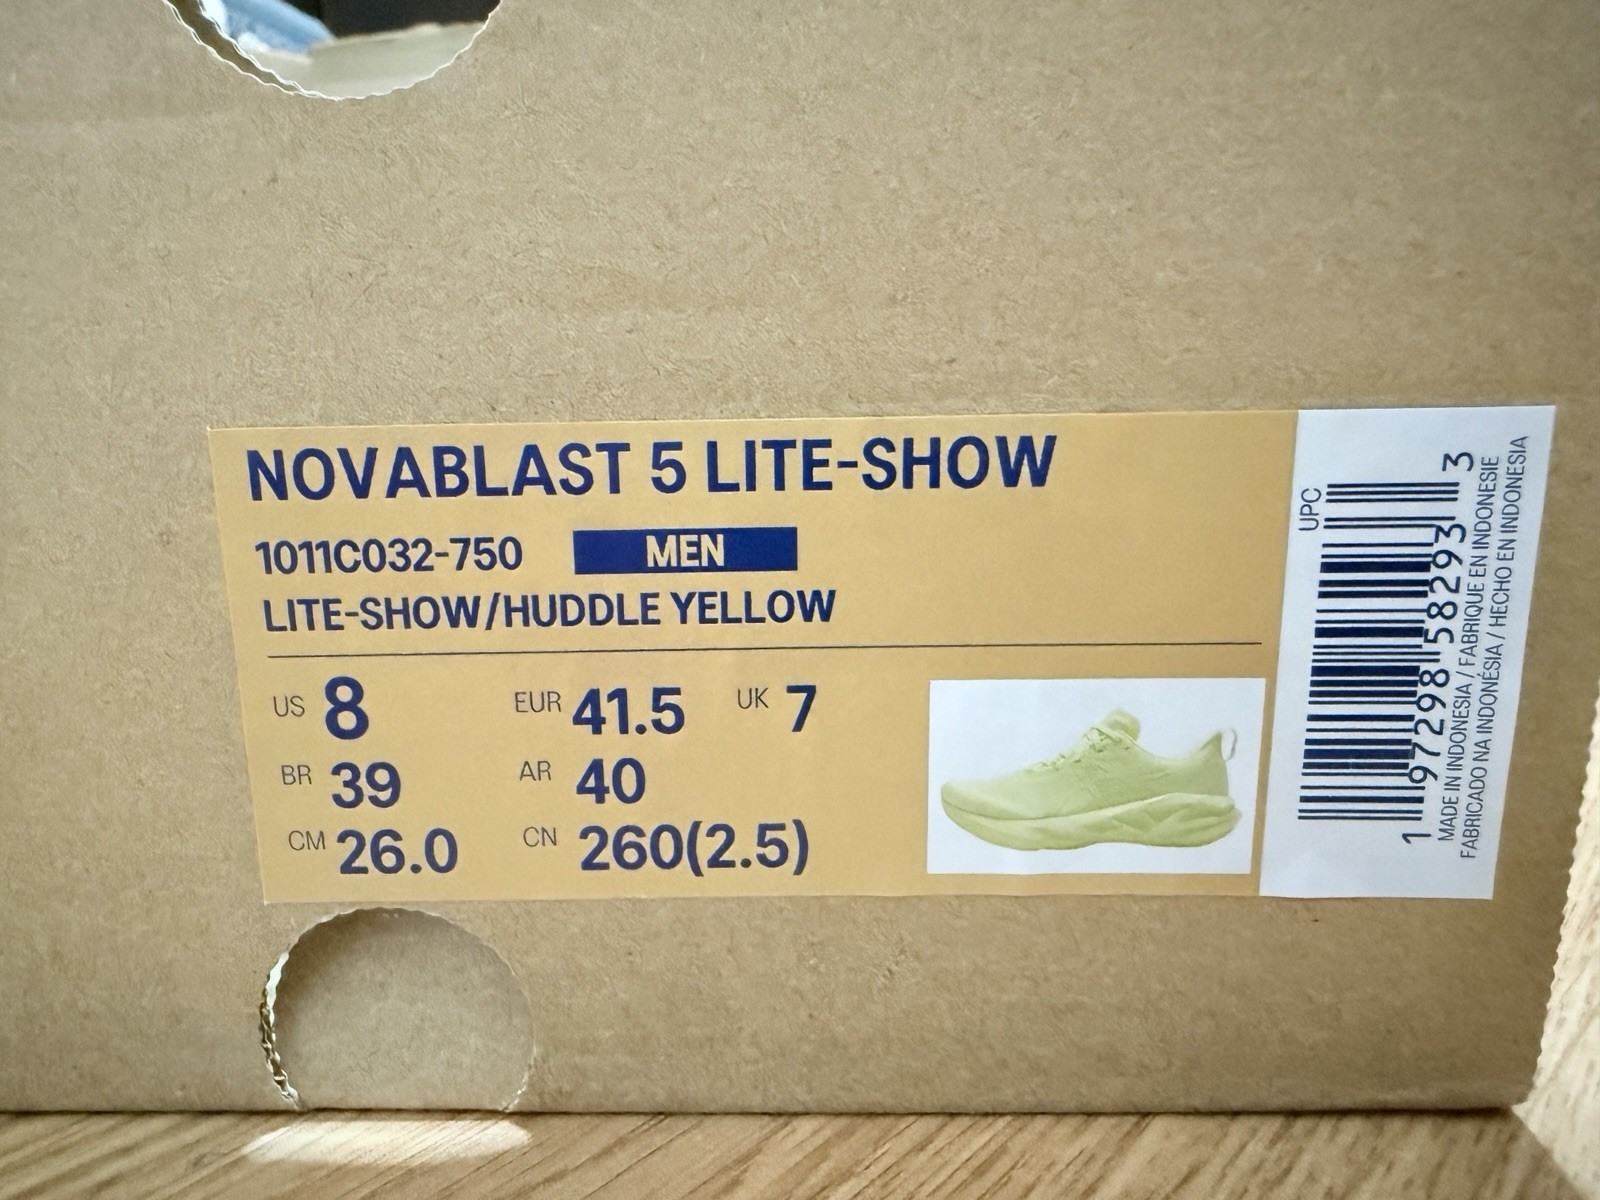 NOVABLAST 5 LITE-SHOW
1011C032-750 MEN
LITE-SHOW/HUDDLE YELLOW
US 8 EUR 41.5 UK 7
BR 39 AR 40
CM 26.0 CN 260(2.5)
UPC
1 97298 58293 3
MADE IN INDONESIA / FABRIQUE EN INDONESIE
FABRICADO NA INDONÉSIA / HECHO EN INDONESIA